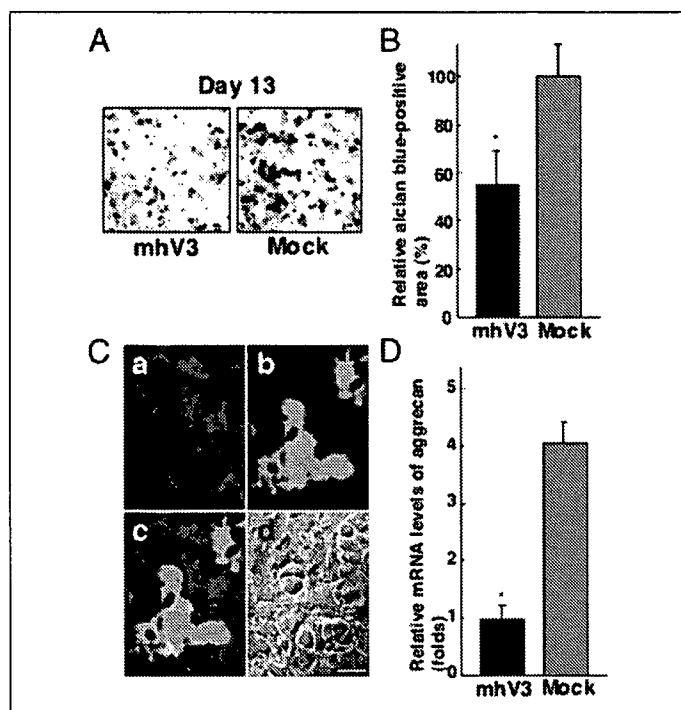 A
Day 13
mhV3 Mock
B
Relative alcian blue-positive
area (%)
100
80
60
40
20
0
*
mhV3 Mock
C
a
b
c
d
D
Relative mRNA levels of aggrecan
(folds)
5
4
3
2
1
0
*
mhV3 Mock